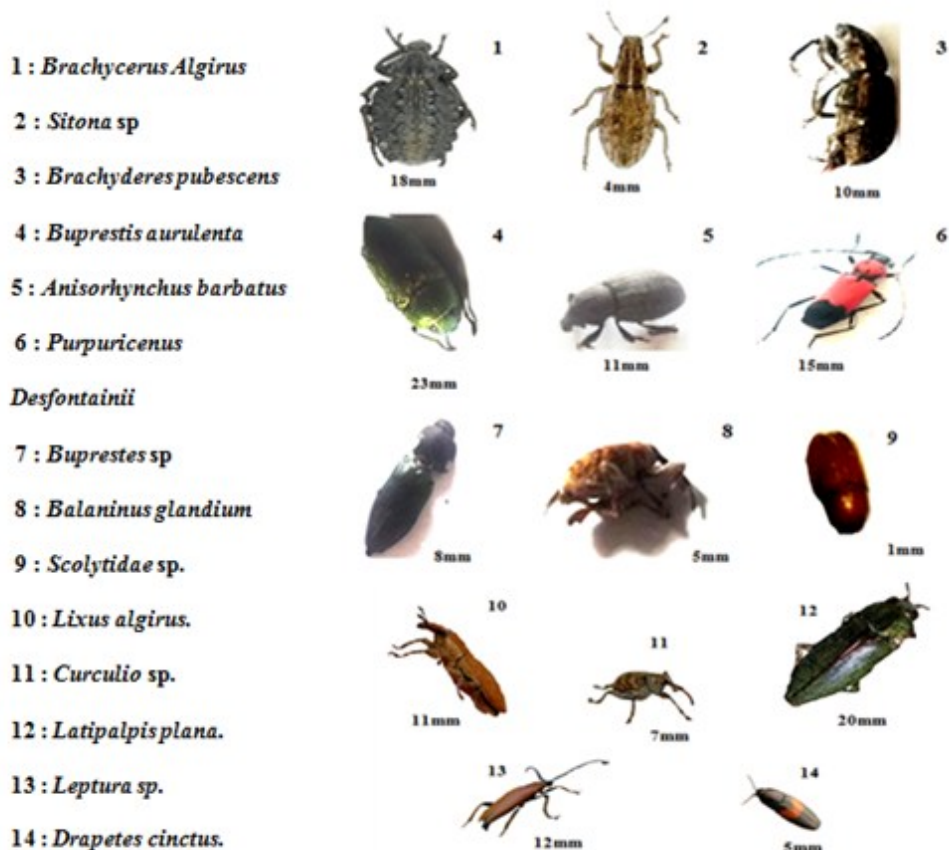 1 : Brachycerus Algirus
2 : Sitona sp
3 : Brachyderes pubescens
4 : Buprestis aurulenta
5 : Anisorhynchus barbatus
6 : Purpuricenus
Desfontainii
7 : Buprestes sp
8 : Balaninus glandium
9 : Scolytidae sp.
10 : Lixus algirus.
11 : Curculio sp.
12 : Latipalpis plana.
13 : Leptura sp.
14 : Drapetes cinctus.
1
2
3
18mm
4mm
10mm
4
5
6
23mm
11mm
15mm
7
8
9
8mm
5mm
1mm
10
11
12
11mm
7mm
20mm
13
14
12mm
5mm